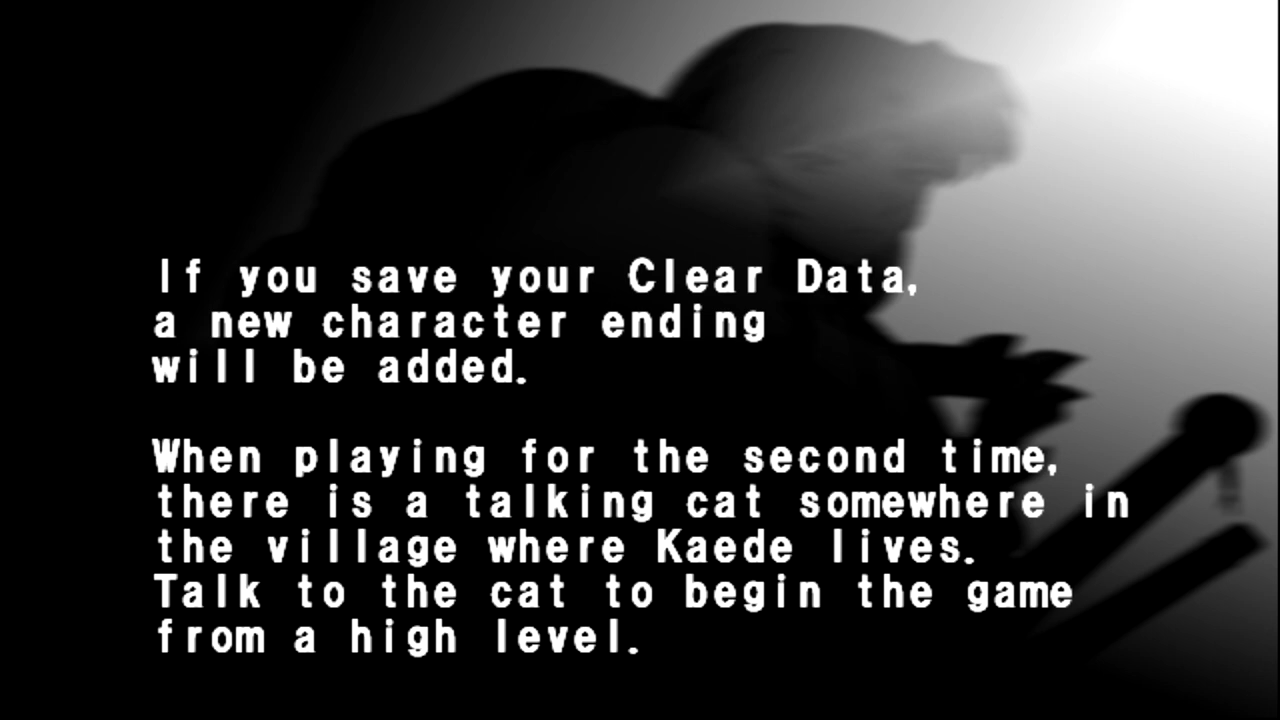 If you save your Clear Data,
a new character ending
will be added.
When playing for the second time,
there is a talking cat somewhere in
the village where Kaede lives.
Talk to the cat to begin the game
from a high level.